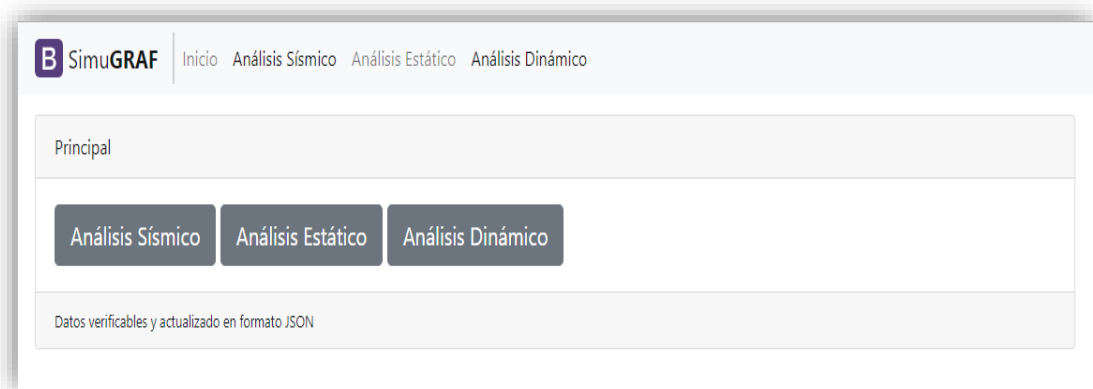 B SimuGRAF Inicio Análisis Sísmico Análisis Estático Análisis Dinámico
Principal
Análisis Sísmico Análisis Estático Análisis Dinámico
Datos verificables y actualizado en formato JSON